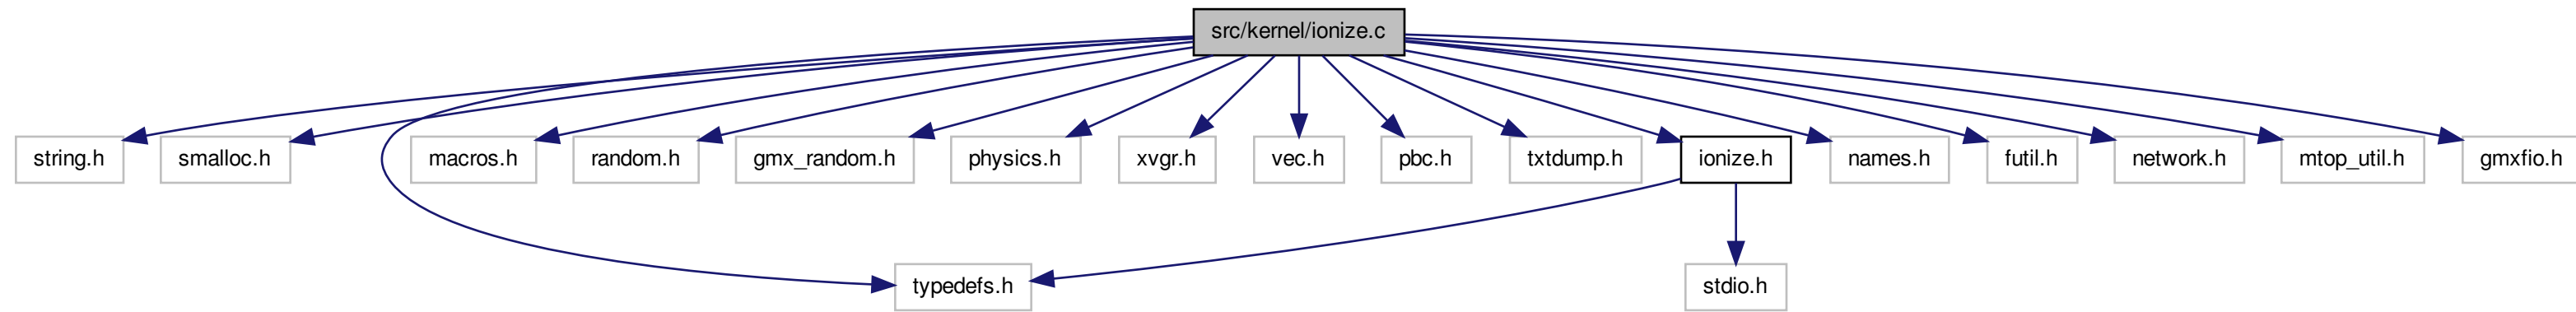 src/kernel/ionize.c
string.h
smalloc.h
macros.h
random.h
gmx_random.h
physics.h
xvgr.h
vec.h
pbc.h
txtdump.h
ionize.h
names.h
futil.h
network.h
mtop_util.h
gmxfio.h
typedefs.h
stdio.h